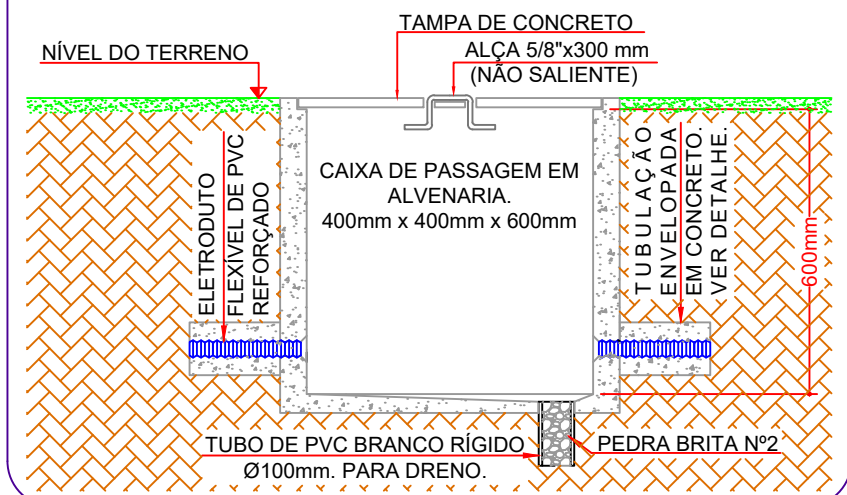 TAMPA DE CONCRETO
NÍVEL DO TERRENO
ALÇA 5/8"x300 mm
(NÃO SALIENTE)
ELETRODUTO
FLEXÍVEL DE PVC
REFORÇADO
CAIXA DE PASSAGEM EM
ALVENARIA.
400mm x 400mm x 600mm
TUBULAÇÃO
ENVELOPADA
EM CONCRETO.
VER DETALHE.
600mm
TUBO DE PVC BRANCO RÍGIDO
Ø100mm. PARA DRENO.
PEDRA BRITA Nº2